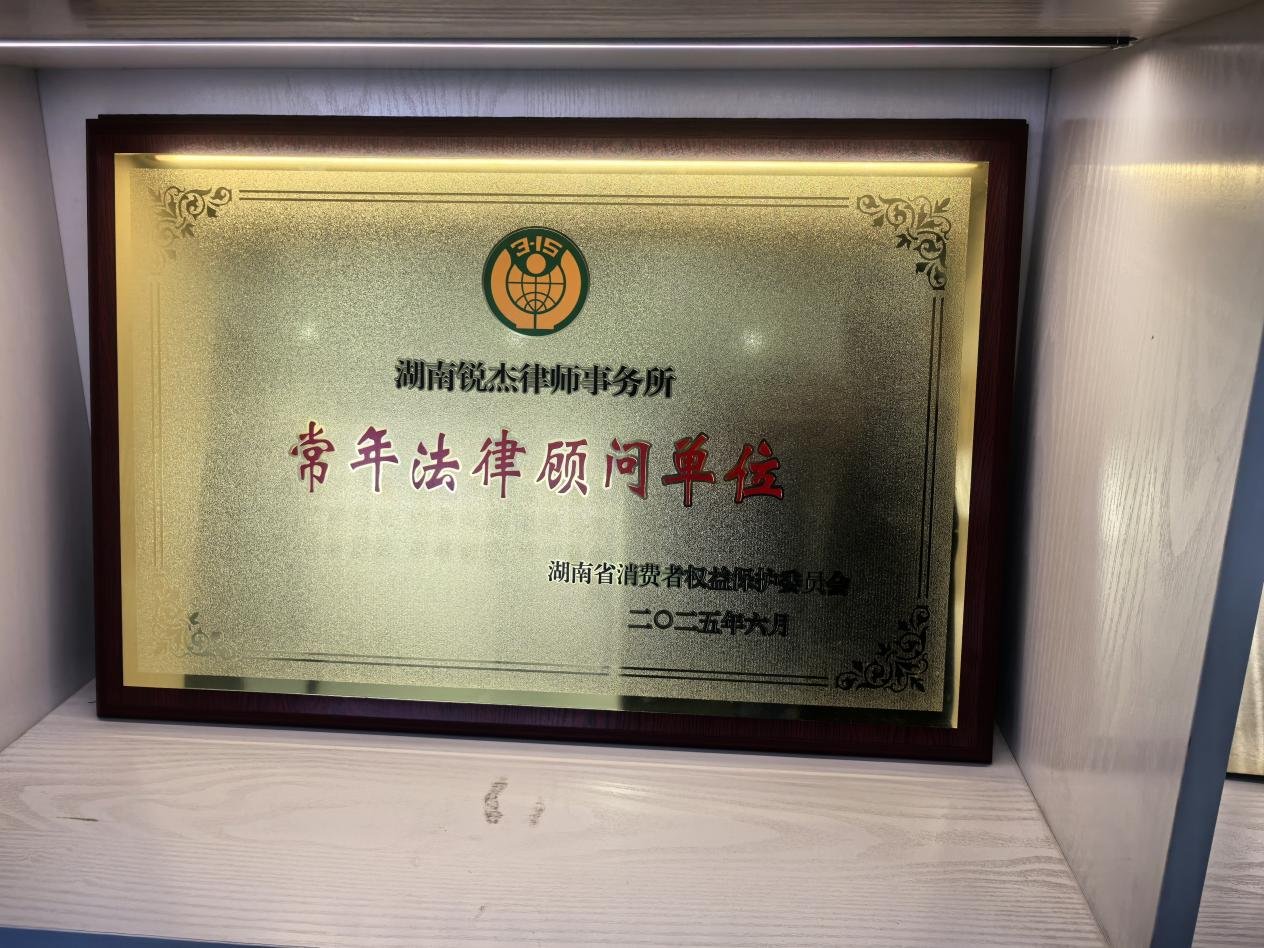 3·15
湖南锐杰律师事务所
常年法律顾问单位
湖南省消费者权益保护委员会
二〇二五年六月